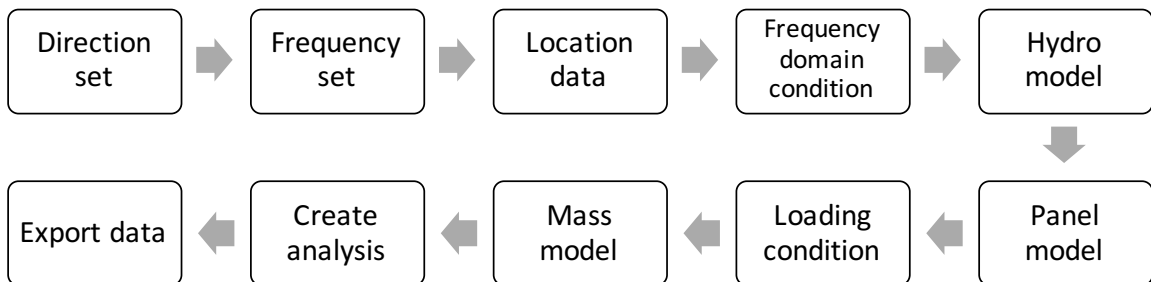 Direction
set
Frequency
set
Location
data
Frequency
domain
condition
Hydro
model
Panel
model
Loading
condition
Mass
model
Create
analysis
Export data